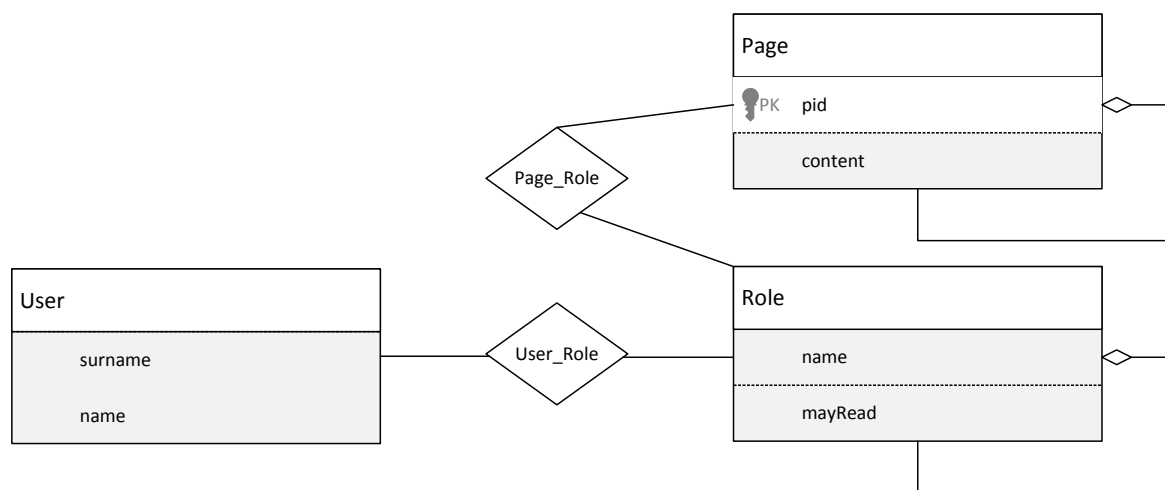 Page
PK pid
content
Page_Role
User
surname
name
User_Role
Role
name
mayRead